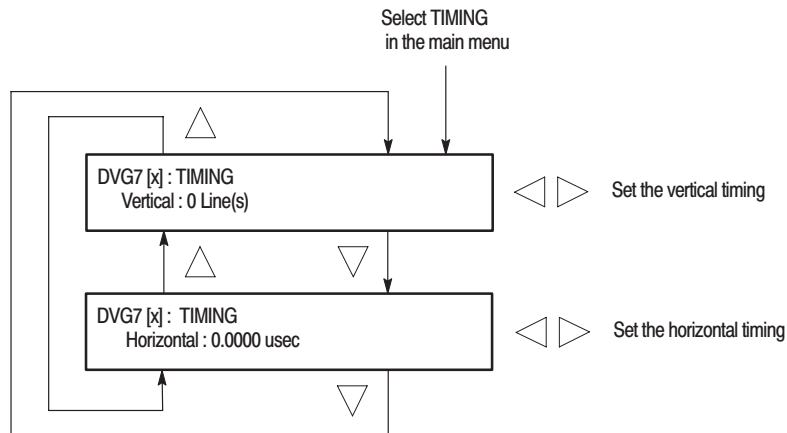 Select TIMING
in the main menu
DVG7 [x] : TIMING
Vertical : 0 Line(s)
Set the vertical timing
DVG7 [x] : TIMING
Horizontal : 0.0000 usec
Set the horizontal timing